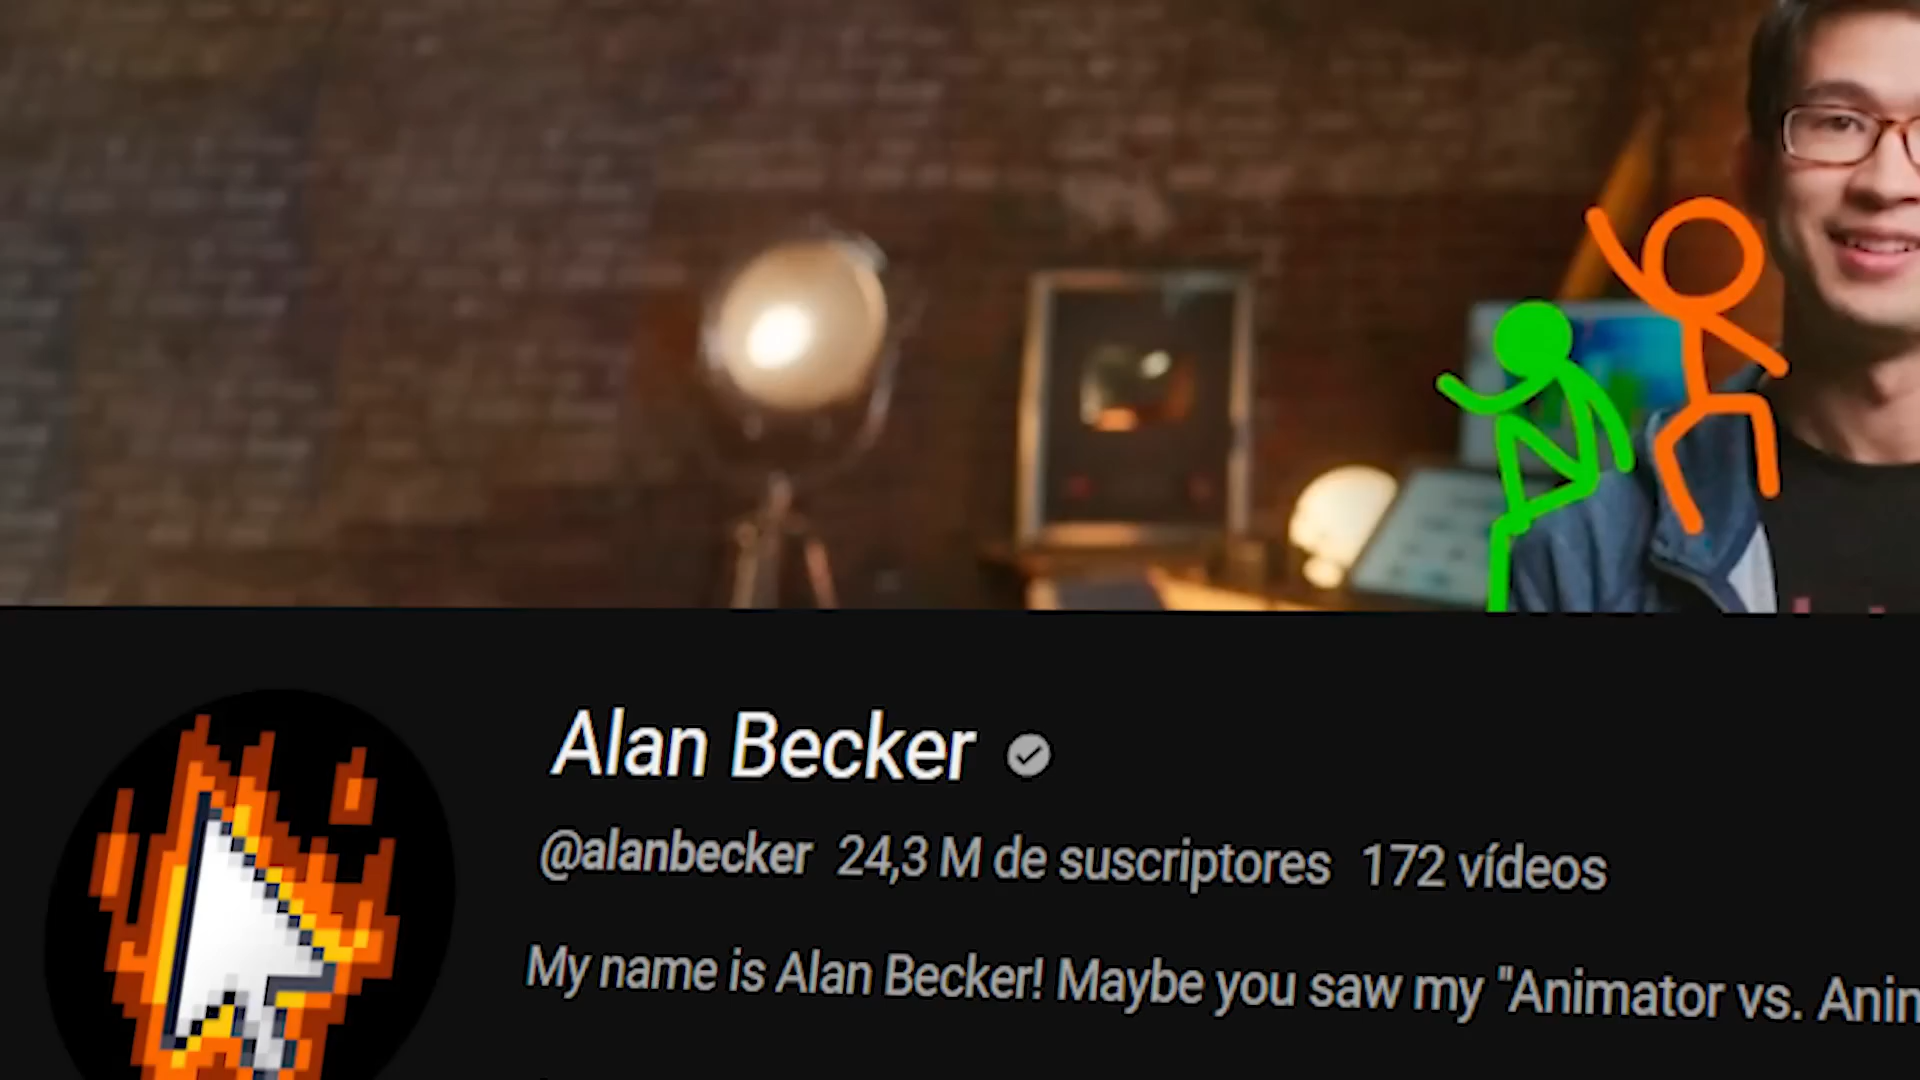 Alan Becker
@alanbecker 24,3 M de suscriptores 172 vídeos
My name is Alan Becker! Maybe you saw my "Animator vs. Anim